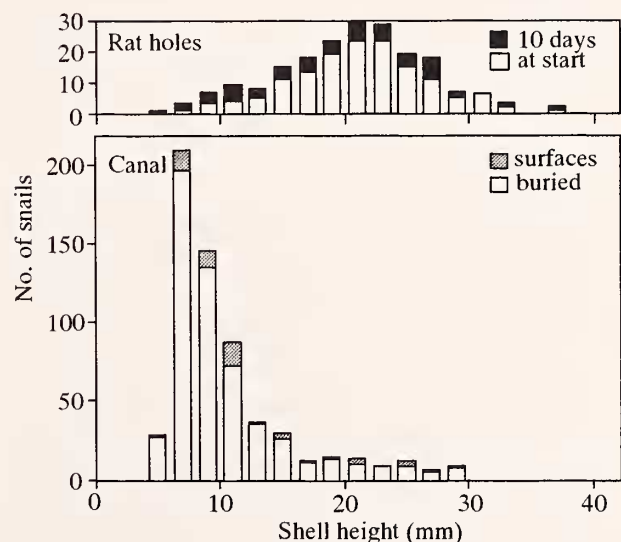 Rat holes
10 days
at start
30
20
10
0
Canal
surfaces
buried
No. of snails
200
150
100
50
0
0 10 20 30 40
Shell height (mm)